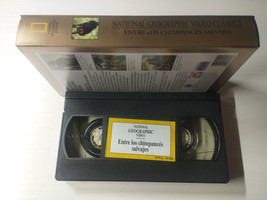 NATIONAL GEOGRAPHIC VIDEO CLASSICS
ENTRE LOS CHIMPANCÉS SALVAJES
NATIONAL
GEOGRAPHIC
VIDEO
Entre los chimpancés
salvajes